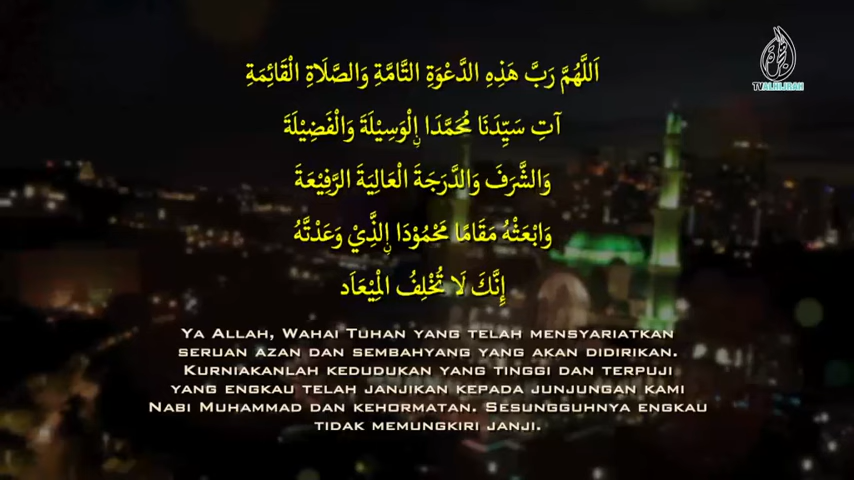 TV ALHIJRAH
اَللَّهُمَّ رَبَّ هَذِهِ الدَّعْوَةِ التَّامَّةِ وَالصَّلَاةِ الْقَائِمَةِ
آتِ سَيِّدَنَا مُحَمَّدَا ࣙالْوَسِيْلَةَ وَالْفَضِيْلَةَ
وَالشَّرَفَ وَالدَّرَجَةَ الْعَالِيَةَ الرَّفِيْعَةَ
وَابْعَثْهُ مَقَامًا مَحْمُوْدَا نِالَّذِيْ وَعَدْتَّهُ
إِنَّكَ لَا تُخْلِفُ الْمِيْعَاَد
YA ALLAH, WAHAI TUHAN YANG TELAH MENSYARIATKAN
SERUAN AZAN DAN SEMBAHYANG YANG AKAN DIDIRIKAN.
KURNIAKANLAH KEDUDUKAN YANG TINGGI DAN TERPUJI
YANG ENGKAU TELAH JANJIKAN KEPADA JUNJUNGAN KAMI
NABI MUHAMMAD DAN KEHORMATAN. SESUNGGUHNYA ENGKAU
TIDAK MEMUNGKIRI JANJI.